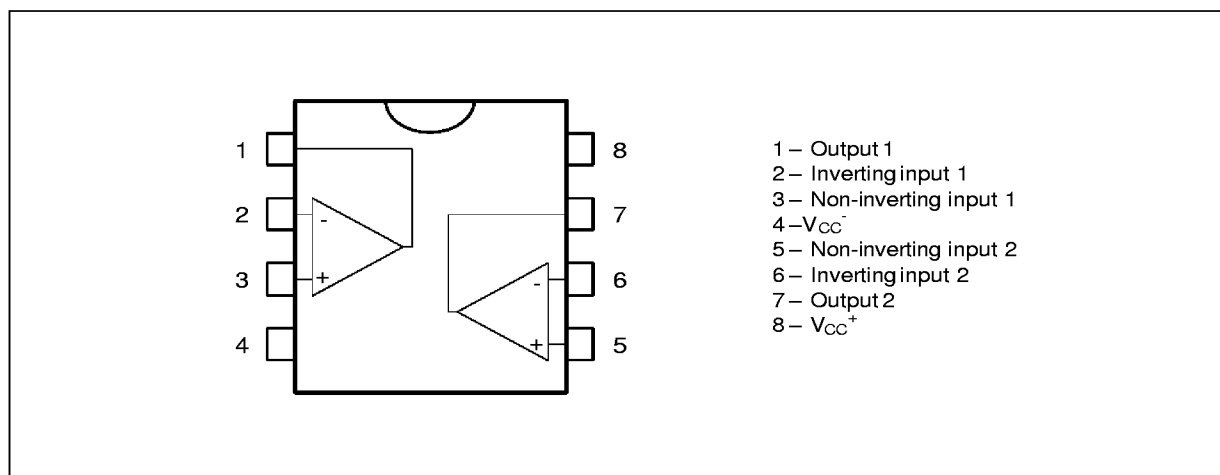 1
2
3
4
8
7
6
5
-
+
-
+
1 – Output 1
2 – Inverting input 1
3 – Non-inverting input 1
4 –VCC-
5 – Non-inverting input 2
6 – Inverting input 2
7 – Output 2
8 – VCC+